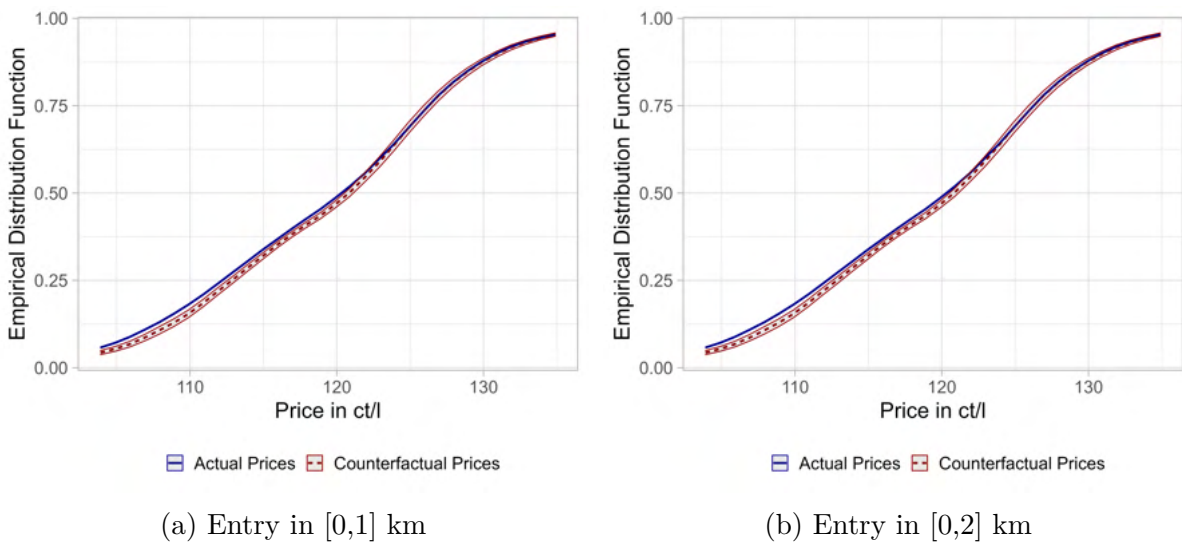 1.00
0.75
0.50
0.25
0.00
Empirical Distribution Function
110 120 130
Price in ct/l
Actual Prices Counterfactual Prices
(a) Entry in [0,1] km
1.00
0.75
0.50
0.25
0.00
Empirical Distribution Function
110 120 130
Price in ct/l
Actual Prices Counterfactual Prices
(b) Entry in [0,2] km